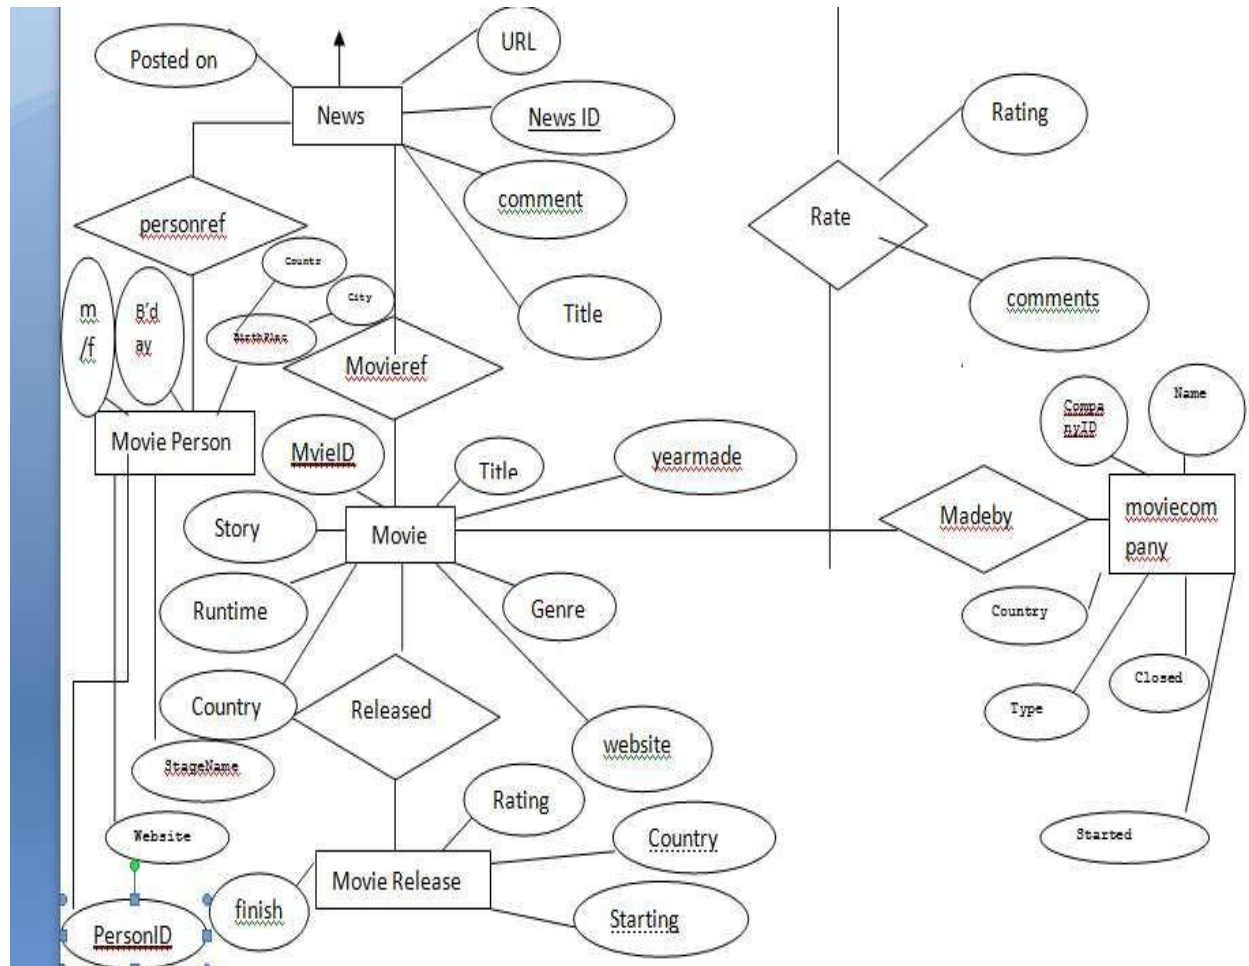 Posted on
URL
News
News ID
Rating
comment
Rate
personref
Countr
City
comments
Title
m
/f
B'd
ay
BirthPlac
Movieref
Compa
nyID
Name
Movie Person
MvieID
Title
yearmade
Story
Movie
Madeby
moviecom
pany
Runtime
Genre
Country
Country
Released
Closed
Type
StageName
website
Rating
Website
Country
Started
Movie Release
finish
Starting
PersonID